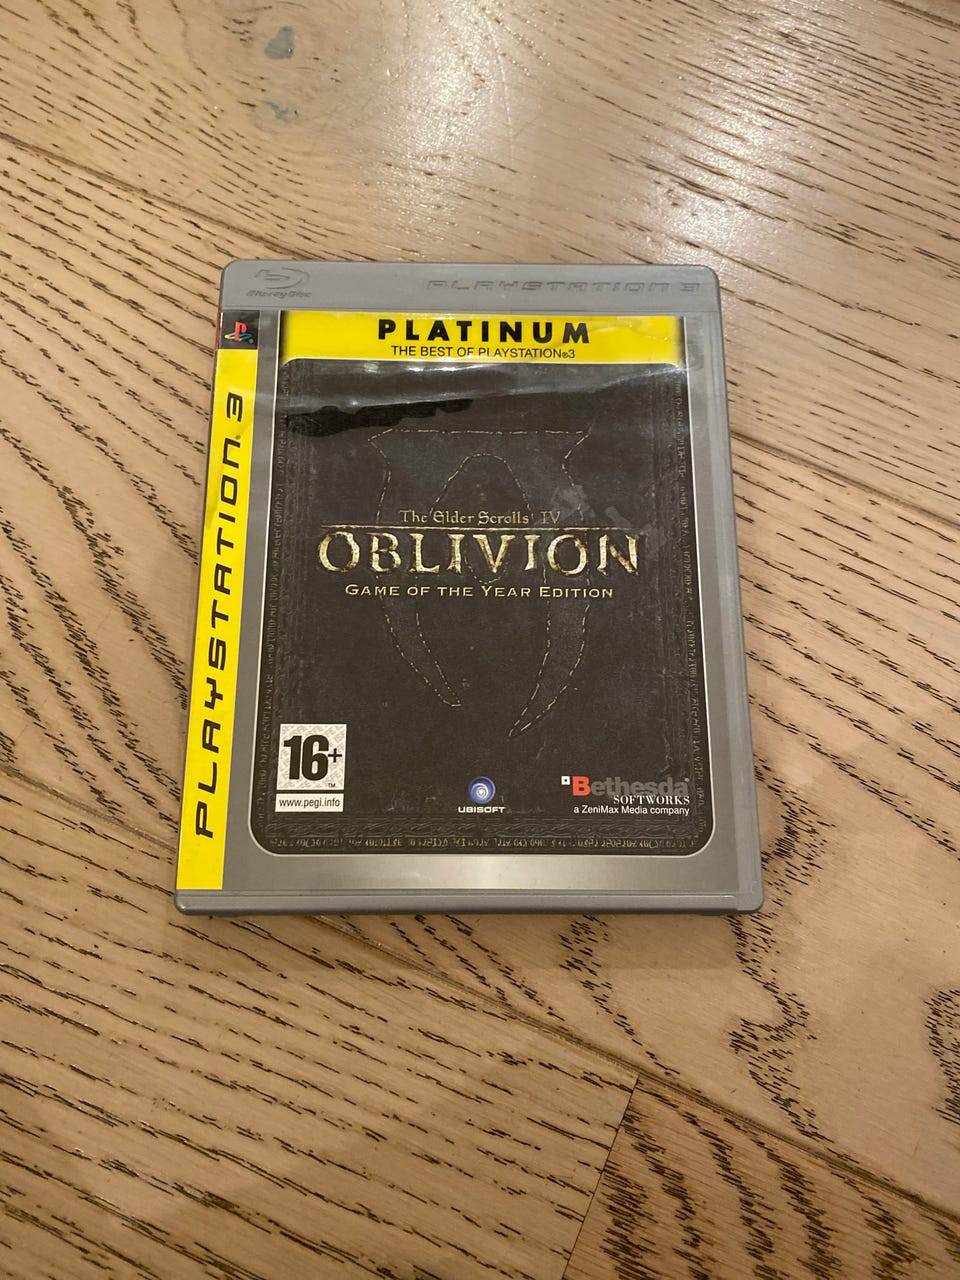 Blu-ray Disc
PLAYSTATION 3
PLATINUM
THE BEST OF PLAYSTATION®3
PLAYSTATION 3
The Elder Scrolls® IV
OBLIVION
GAME OF THE YEAR EDITION
16+
TM
www.pegi.info
UBISOFT
Bethesda®
SOFTWORKS
a ZeniMax Media company